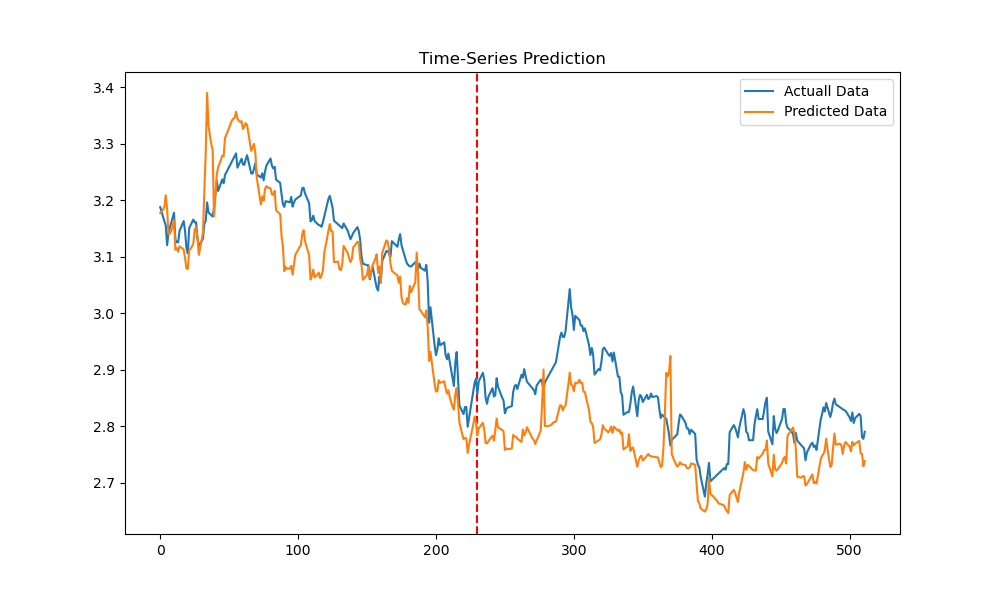 Time-Series Prediction
Actuall Data
Predicted Data
3.4
3.3
3.2
3.1
3.0
2.9
2.8
2.7
0 100 200 300 400 500